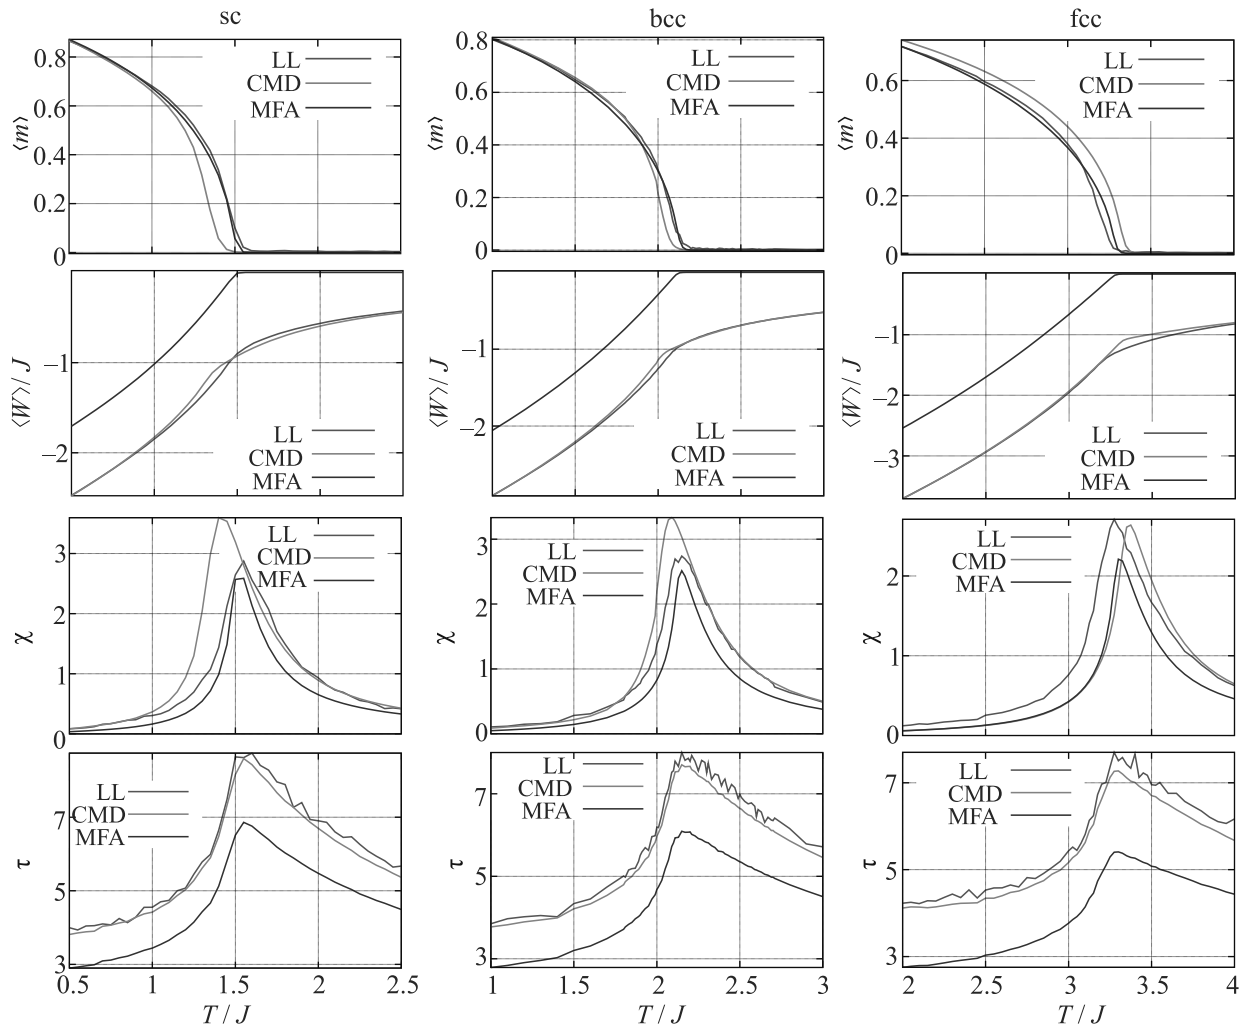 sc
bcc
fcc
0.8
0.6
0.4
0.2
0
⟨m⟩
LL
CMD
MFA
0.8
0.6
0.4
0.2
0
⟨m⟩
LL
CMD
MFA
0.6
0.4
0.2
0
⟨m⟩
LL
CMD
MFA
−1
−2
⟨W⟩/ J
LL
CMD
MFA
−1
−2
⟨W⟩/ J
LL
CMD
MFA
−1
−2
−3
⟨W⟩/ J
LL
CMD
MFA
3
2
1
0
χ
LL
CMD
MFA
3
2
1
0
χ
LL
CMD
MFA
2
1
0
χ
LL
CMD
MFA
7
5
3
τ
LL
CMD
MFA
0.5 1 1.5 2 2.5
T / J
7
5
3
τ
LL
CMD
MFA
1 1.5 2 2.5 3
T / J
7
5
3
τ
LL
CMD
MFA
2 2.5 3 3.5 4
T / J